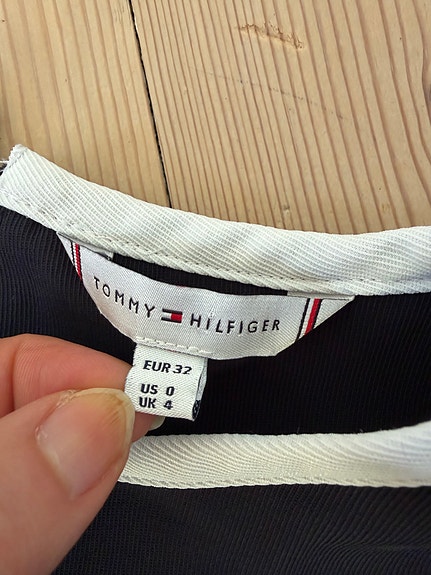 TOMMY HILFIGER
EUR 32
US 0
UK 4